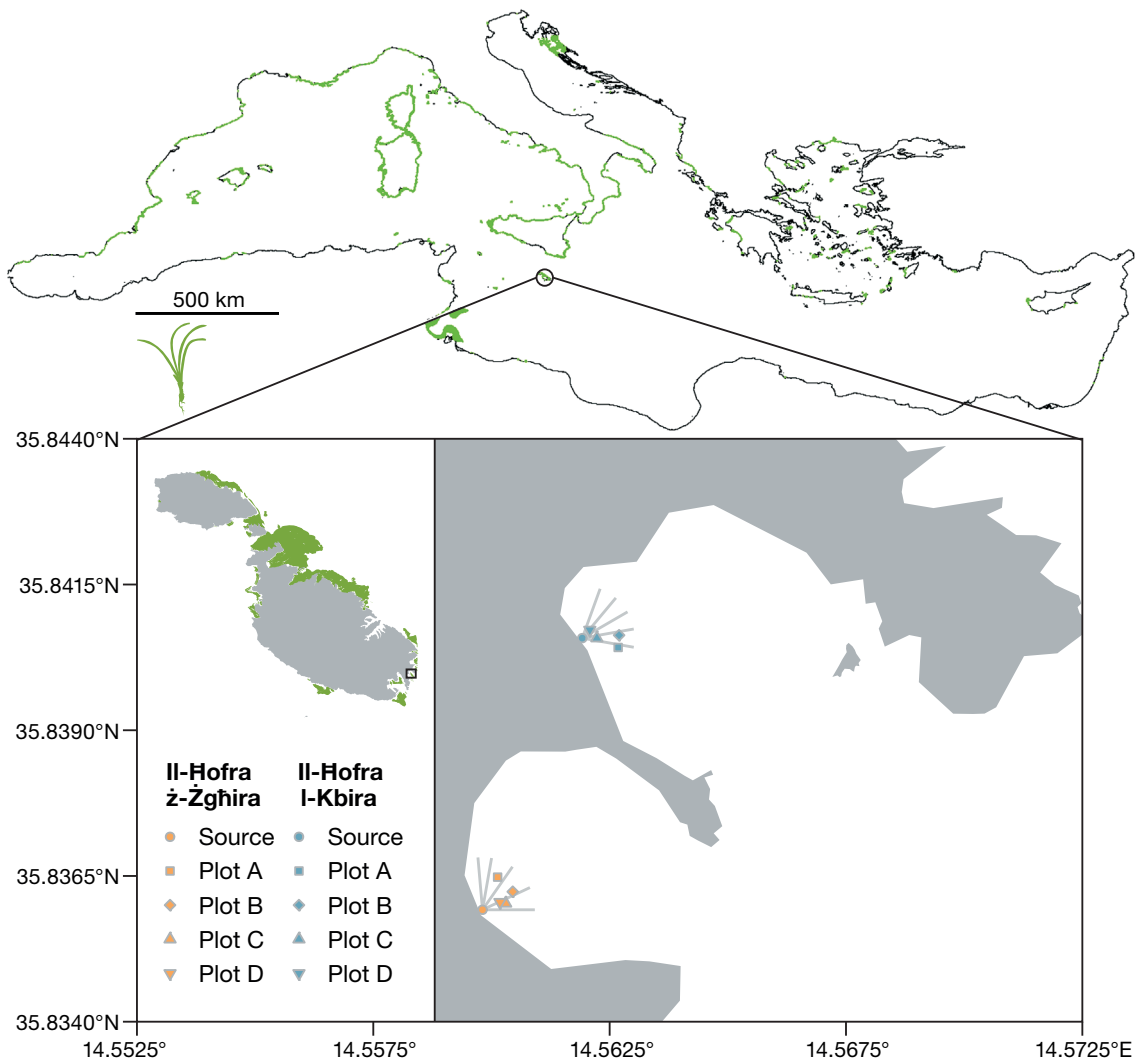 500 km
35.8440°N
35.8415°N
35.8390°N
35.8365°N
35.8340°N
Il-Ħofra
ż-Żgħira
Source
Plot A
Plot B
Plot C
Plot D
Il-Ħofra
l-Kbira
Source
Plot A
Plot B
Plot C
Plot D
14.5525° 14.5575° 14.5625° 14.5675° 14.5725°E